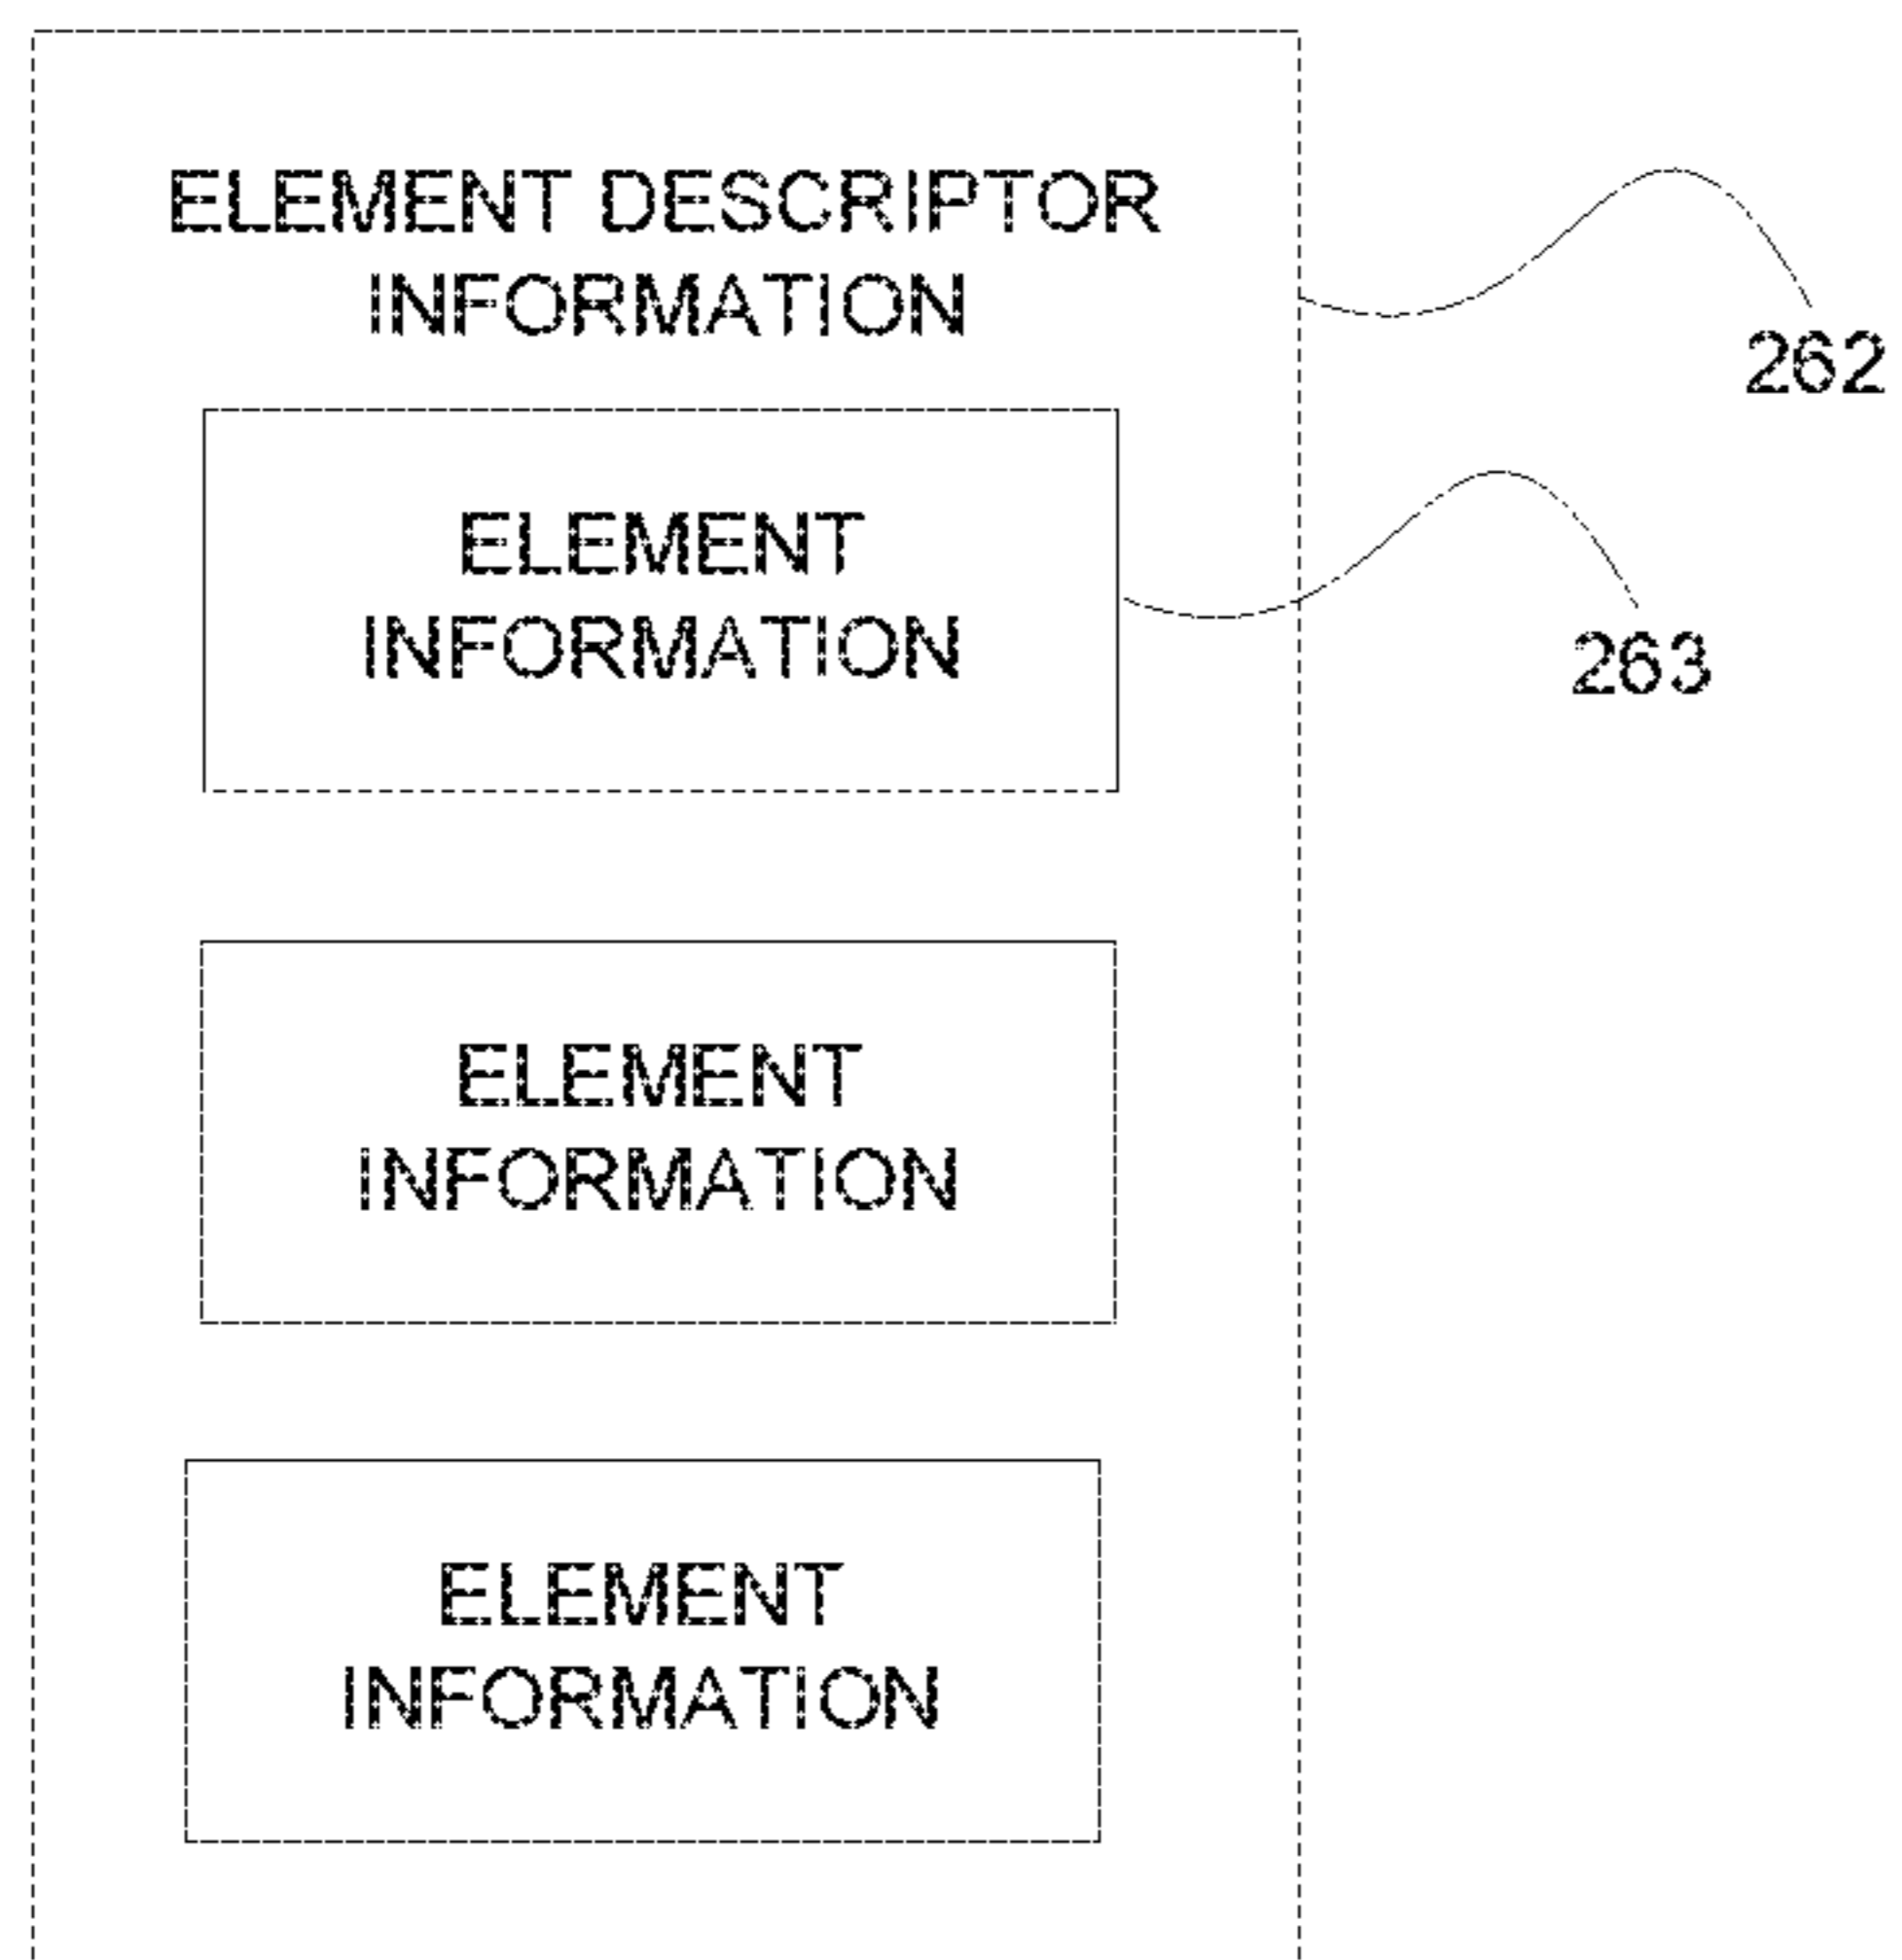 ELEMENT DESCRIPTOR
INFORMATION
262
ELEMENT
INFORMATION
263
ELEMENT
INFORMATION
ELEMENT
INFORMATION